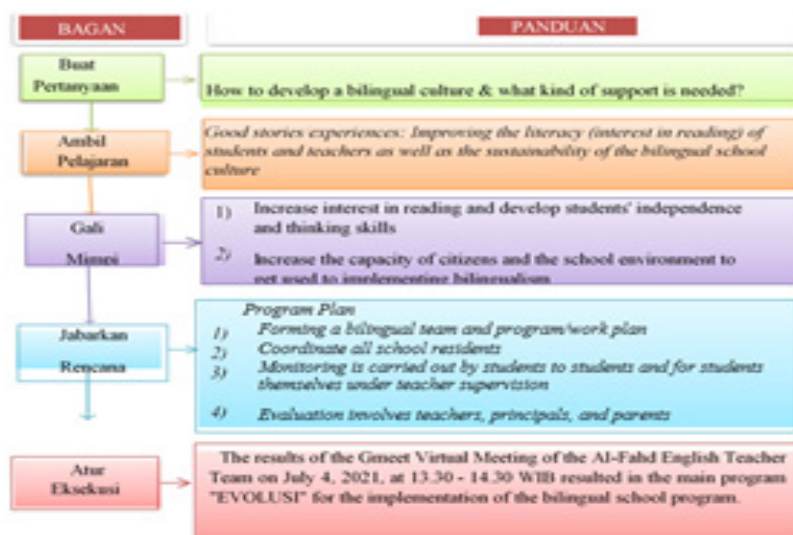 BAGAN
PANDUAN
Buat
Pertanyaan
How to develop a bilingual culture & what kind of support is needed?
Ambil
Pelajaran
Good stories experiences: Improving the literacy (interest in reading) of
students and teachers as well as the sustainability of the bilingual school
culture
Gali
Mimpi
1) Increase interest in reading and develop students' independence
and thinking skills
2) Increase the capacity of citizens and the school environment to
get used to implementing bilingualism
Jabarkan
Rencana
Program Plan
1) Forming a bilingual team and program/work plan
2) Coordinate all school residents
3) Monitoring is carried out by students to students and for students
themselves under teacher supervision
4) Evaluation involves teachers, principals, and parents
Atur
Eksekusi
The results of the Gmeet Virtual Meeting of the Al-Fahd English Teacher
Team on July 4, 2021, at 13.30 - 14.30 WIB resulted in the main program
"EVOLUSI" for the implementation of the bilingual school program.